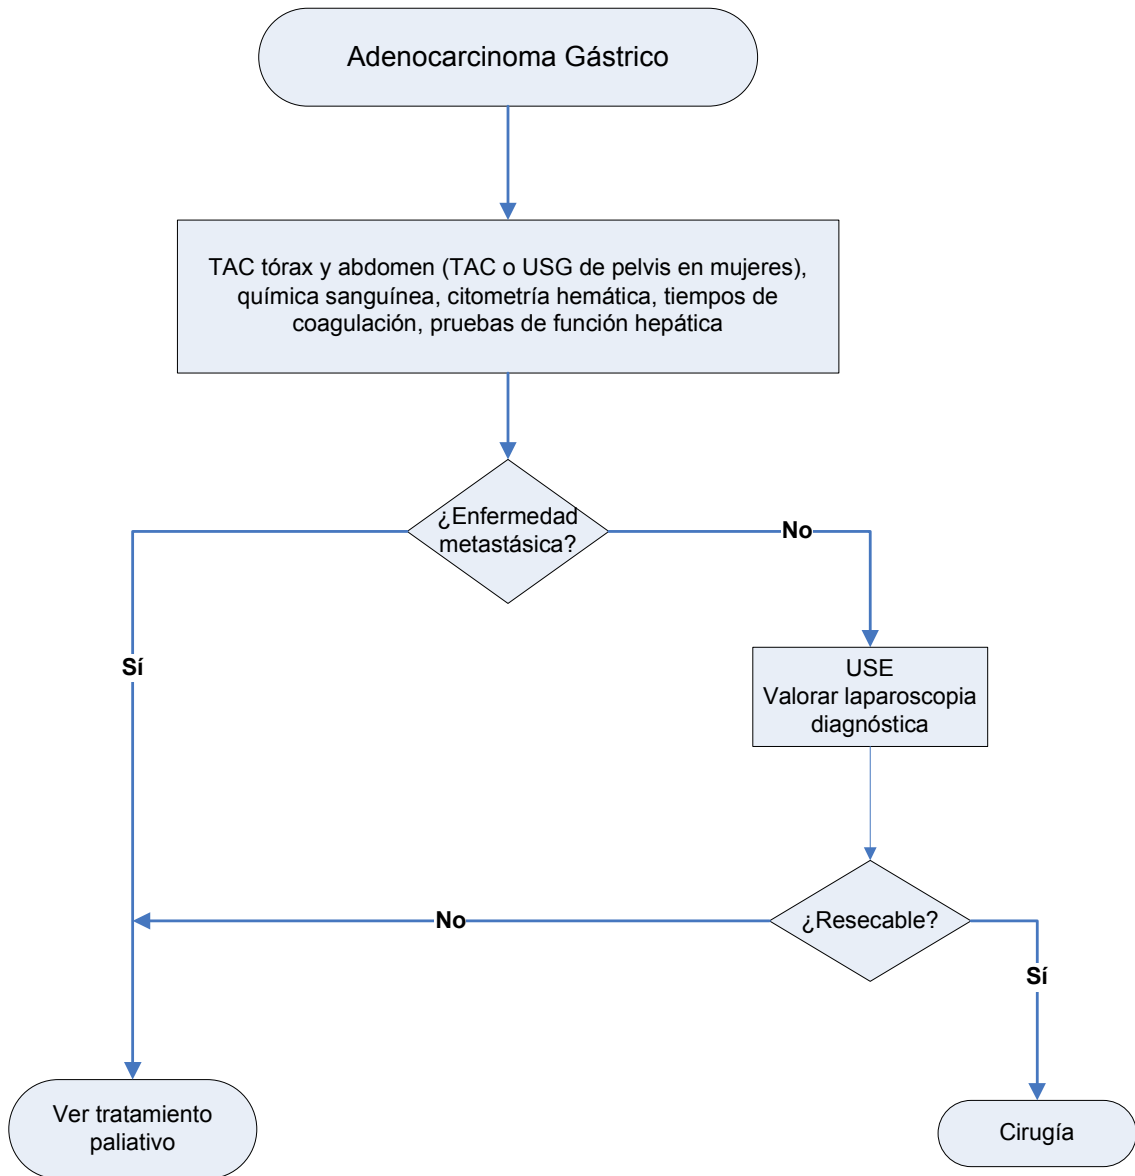 Adenocarcinoma Gástrico
TAC tórax y abdomen (TAC o USG de pelvis en mujeres),
química sanguínea, citometría hemática, tiempos de
coagulación, pruebas de función hepática
¿Enfermedad
metastásica?
No
Sí
USE
Valorar laparoscopia
diagnóstica
¿Resecable?
No
Sí
Ver tratamiento
paliativo
Cirugía